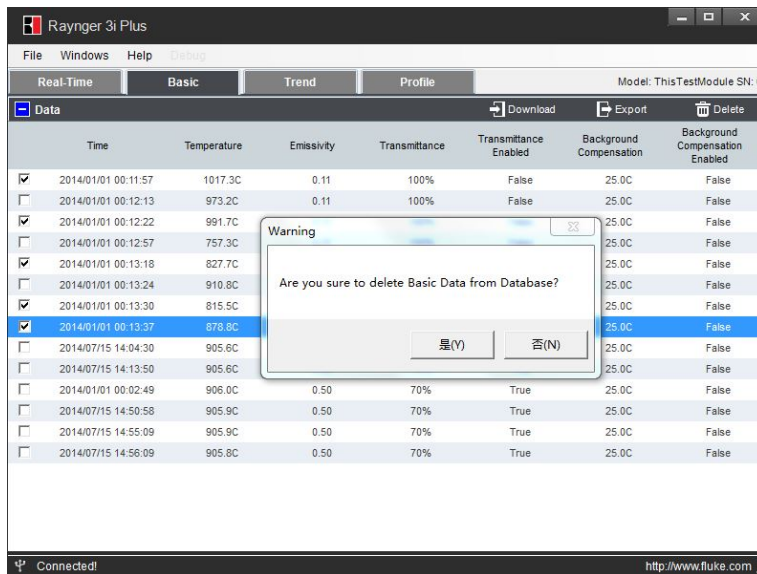 Raynger 3i Plus
File Windows Help Debug
Real-Time Basic Trend Profile Model: ThisTestModule SN:
Data Download Export Delete
Time Temperature Emissivity Transmittance Transmittance Enabled Background Compensation Background Compensation Enabled
2014/01/01 00:11:57 1017.3C 0.11 100% False 25.0C False
2014/01/01 00:12:13 973.2C 0.11 100% False 25.0C False
2014/01/01 00:12:22 991.7C 25.0C False
2014/01/01 00:12:57 757.3C 25.0C False
2014/01/01 00:13:18 827.7C 25.0C False
2014/01/01 00:13:24 910.8C 25.0C False
2014/01/01 00:13:30 815.5C 25.0C False
2014/01/01 00:13:37 878.8C 25.0C False
2014/07/15 14:04:30 905.6C 25.0C False
2014/07/15 14:13:50 905.6C 25.0C False
2014/01/01 00:02:49 906.0C 0.50 70% True 25.0C False
2014/07/15 14:50:58 905.9C 0.50 70% True 25.0C False
2014/07/15 14:55:09 905.9C 0.50 70% True 25.0C False
2014/07/15 14:56:09 905.8C 0.50 70% True 25.0C False
Warning
Are you sure to delete Basic Data from Database?
是(Y) 否(N)
Connected! http://www.fluke.com